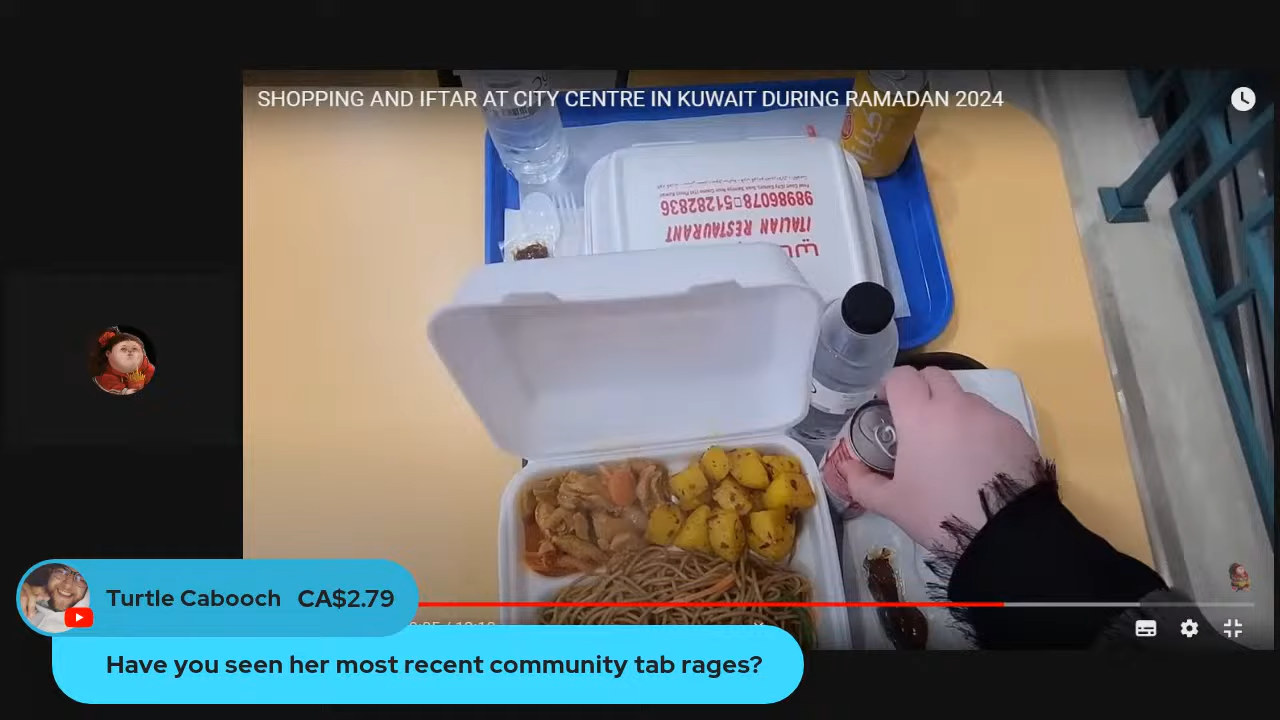 SHOPPING AND IFTAR AT CITY CENTRE IN KUWAIT DURING RAMADAN 2024
98986078 51282836
ITALIAN RESTAURANT
Turtle Cabooch CA$2.79
Have you seen her most recent community tab rages?